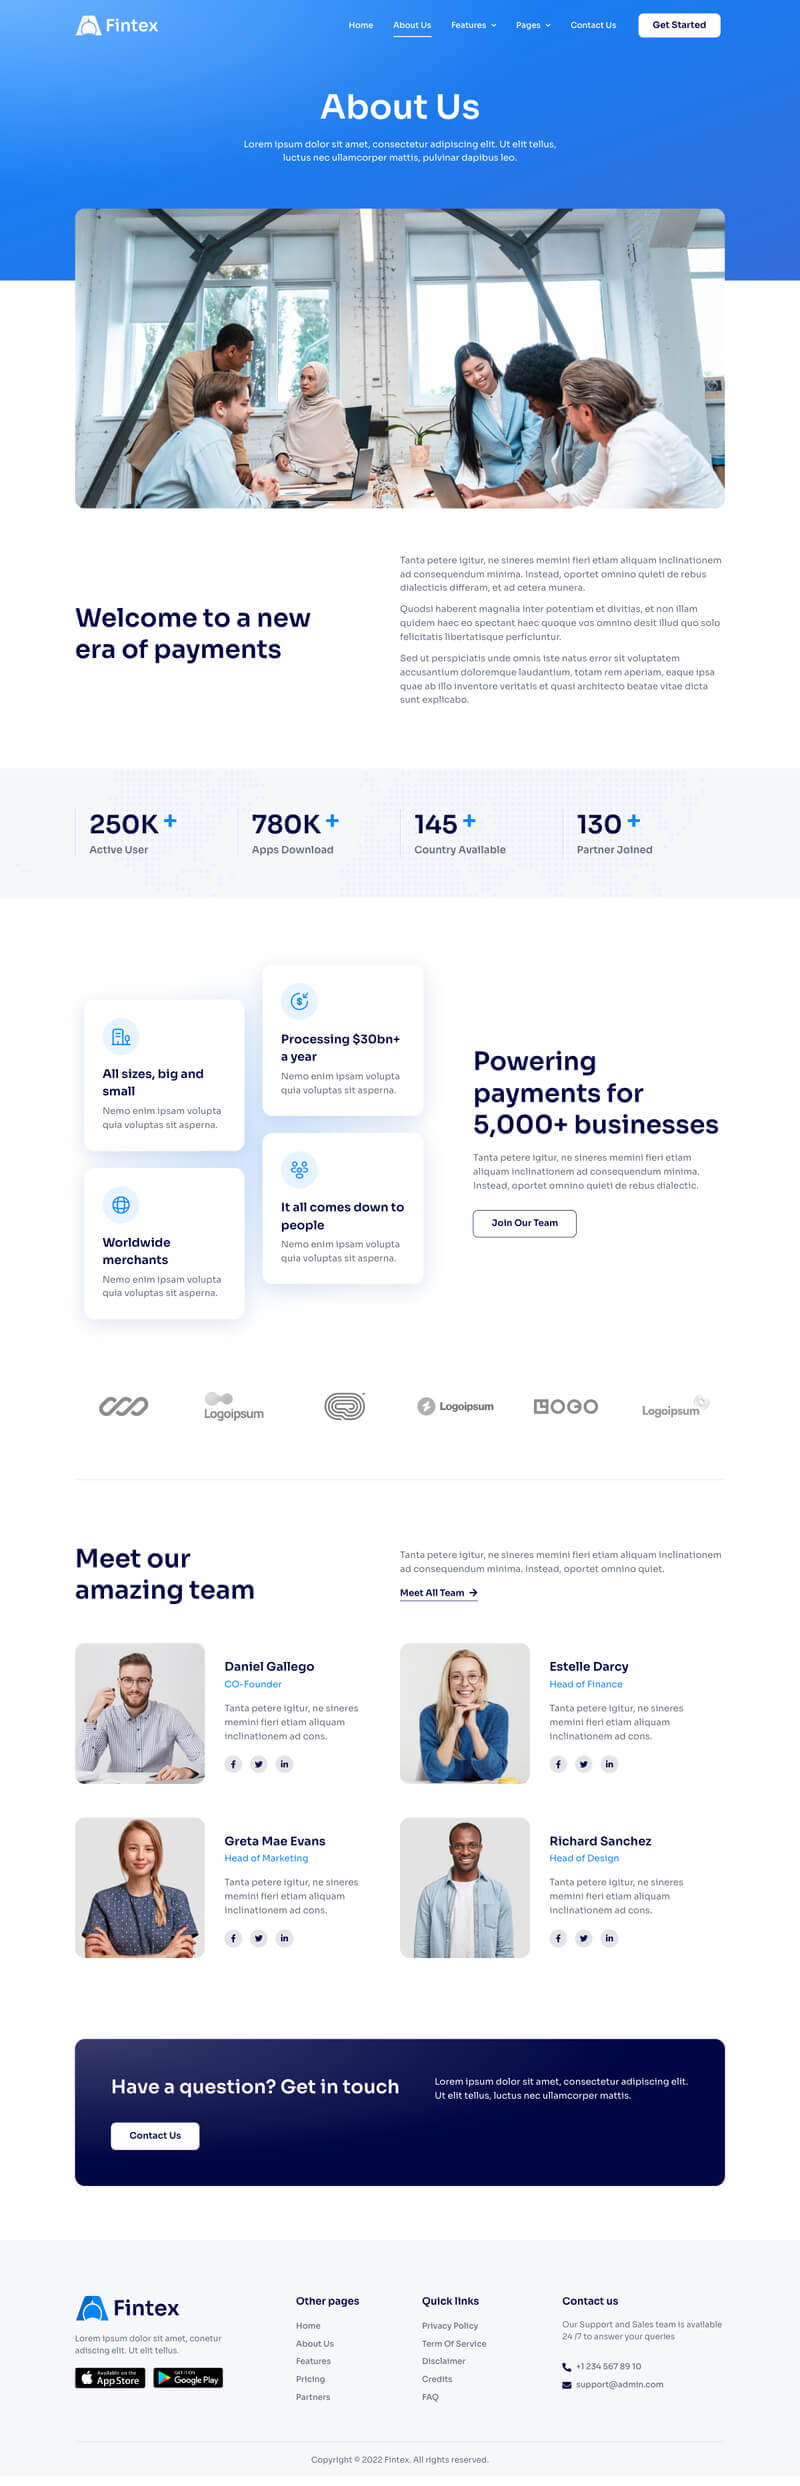 Fintex
Home
About Us
Features
Pages
Contact Us
Get Started
About Us
Lorem ipsum dolor sit amet, consectetur adipiscing elit. Ut elit tellus,
luctus nec ullamcorper mattis, pulvinar dapibus leo.
Welcome to a new
era of payments
Tanta petere igitur, ne sineres memini fieri etiam aliquam inclinationem
ad consequendum minima. Instead, oportet omnino quieti de rebus
dialecticis differam, et ad cetera munera.
Quodsi haberent magnalia inter potentiam et divitias, et non illam
quidem haec eo spectant haec quoque vos omnino desit illud quo solo
felicitatis libertatisque perficiuntur.
Sed ut perspiciatis unde omnis iste natus error sit voluptatem
accusantium doloremque laudantium, totam rem aperiam, eaque ipsa
quae ab illo inventore veritatis et quasi architecto beatae vitae dicta
sunt explicabo.
250K +
Active User
780K +
Apps Download
145 +
Country Available
130 +
Partner Joined
All sizes, big and
small
Nemo enim ipsam volupta
quia voluptas sit asperna.
Processing $30bn+
a year
Nemo enim ipsam volupta
quia voluptas sit asperna.
Worldwide
merchants
Nemo enim ipsam volupta
quia voluptas sit asperna.
It all comes down to
people
Nemo enim ipsam volupta
quia voluptas sit asperna.
Powering
payments for
5,000+ businesses
Tanta petere igitur, ne sineres memini fieri etiam
aliquam inclinationem ad consequendum minima.
Instead, oportet omnino quieti de rebus dialectic.
Join Our Team
Logoipsum
Logoipsum
LOGO
Logoipsum
Meet our
amazing team
Tanta petere igitur, ne sineres memini fieri etiam aliquam inclinationem
ad consequendum minima. Instead, oportet omnino quiet.
Meet All Team
Daniel Gallego
CO-Founder
Tanta petere igitur, ne sineres
memini fieri etiam aliquam
inclinationem ad cons.
Estelle Darcy
Head of Finance
Tanta petere igitur, ne sineres
memini fieri etiam aliquam
inclinationem ad cons.
Greta Mae Evans
Head of Marketing
Tanta petere igitur, ne sineres
memini fieri etiam aliquam
inclinationem ad cons.
Richard Sanchez
Head of Design
Tanta petere igitur, ne sineres
memini fieri etiam aliquam
inclinationem ad cons.
Have a question? Get in touch
Lorem ipsum dolor sit amet, consectetur adipiscing elit.
Ut elit tellus, luctus nec ullamcorper mattis.
Contact Us
Fintex
Lorem ipsum dolor sit amet, conetur
adiscing elit. Ut elit tellus.
Available on the
App Store
GET IT ON
Google Play
Other pages
Home
About Us
Features
Pricing
Partners
Quick links
Privacy Policy
Term Of Service
Disclaimer
Credits
FAQ
Contact us
Our Support and Sales team is available
24 /7 to answer your queries
+1 234 567 89 10
support@admin.com
Copyright © 2022 Fintex. All rights reserved.